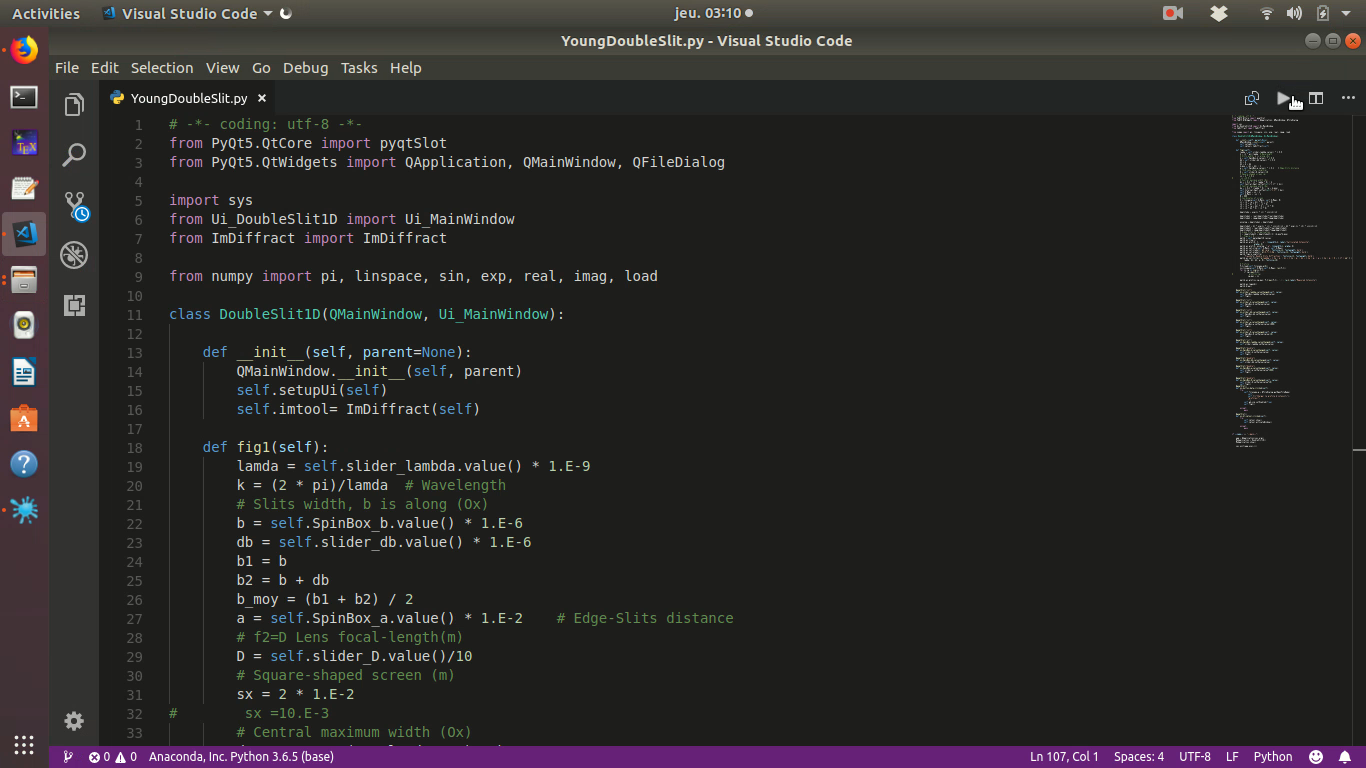 Activities Visual Studio Code jeu. 03:10
YoungDoubleSlit.py - Visual Studio Code
File Edit Selection View Go Debug Tasks Help
YoungDoubleSlit.py
1 # -*- coding: utf-8 -*-
2 from PyQt5.QtCore import pyqtSlot
3 from PyQt5.QtWidgets import QApplication, QMainWindow, QFileDialog
4
5 import sys
6 from Ui_DoubleSlit1D import Ui_MainWindow
7 from ImDiffract import ImDiffract
8
9 from numpy import pi, linspace, sin, exp, real, imag, load
10
11 class DoubleSlit1D(QMainWindow, Ui_MainWindow):
12
13     def __init__(self, parent=None):
14         QMainWindow.__init__(self, parent)
15         self.setupUi(self)
16         self.imtool= ImDiffract(self)
17
18     def fig1(self):
19         lamda = self.slider_lambda.value() * 1.E-9
20         k = (2 * pi)/lamda  # Wavelength
21         # Slits width, b is along (Ox)
22         b = self.SpinBox_b.value() * 1.E-6
23         db = self.slider_db.value() * 1.E-6
24         b1 = b
25         b2 = b + db
26         b_moy = (b1 + b2) / 2
27         a = self.SpinBox_a.value() * 1.E-2    # Edge-Slits distance
28         # f2=D Lens focal-length(m)
29         D = self.slider_D.value()/10
30         # Square-shaped screen (m)
31         sx = 2 * 1.E-2
32 #        sx =10.E-3
33         # Central maximum width (Ox)
0 0 Anaconda, Inc. Python 3.6.5 (base) Ln 107, Col 1 Spaces: 4 UTF-8 LF Python